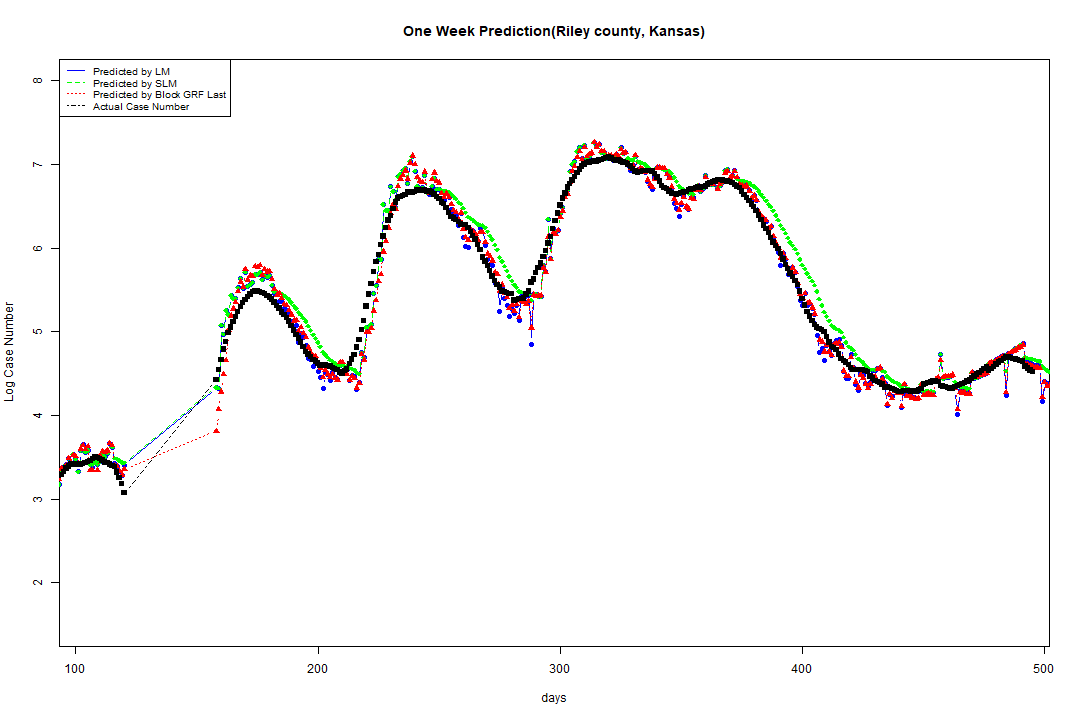 One Week Prediction(Riley county, Kansas)
Predicted by LM
Predicted by SLM
Predicted by Block GRF Last
Actual Case Number
8
7
6
5
4
3
2
Log Case Number
100 200 300 400 500
days